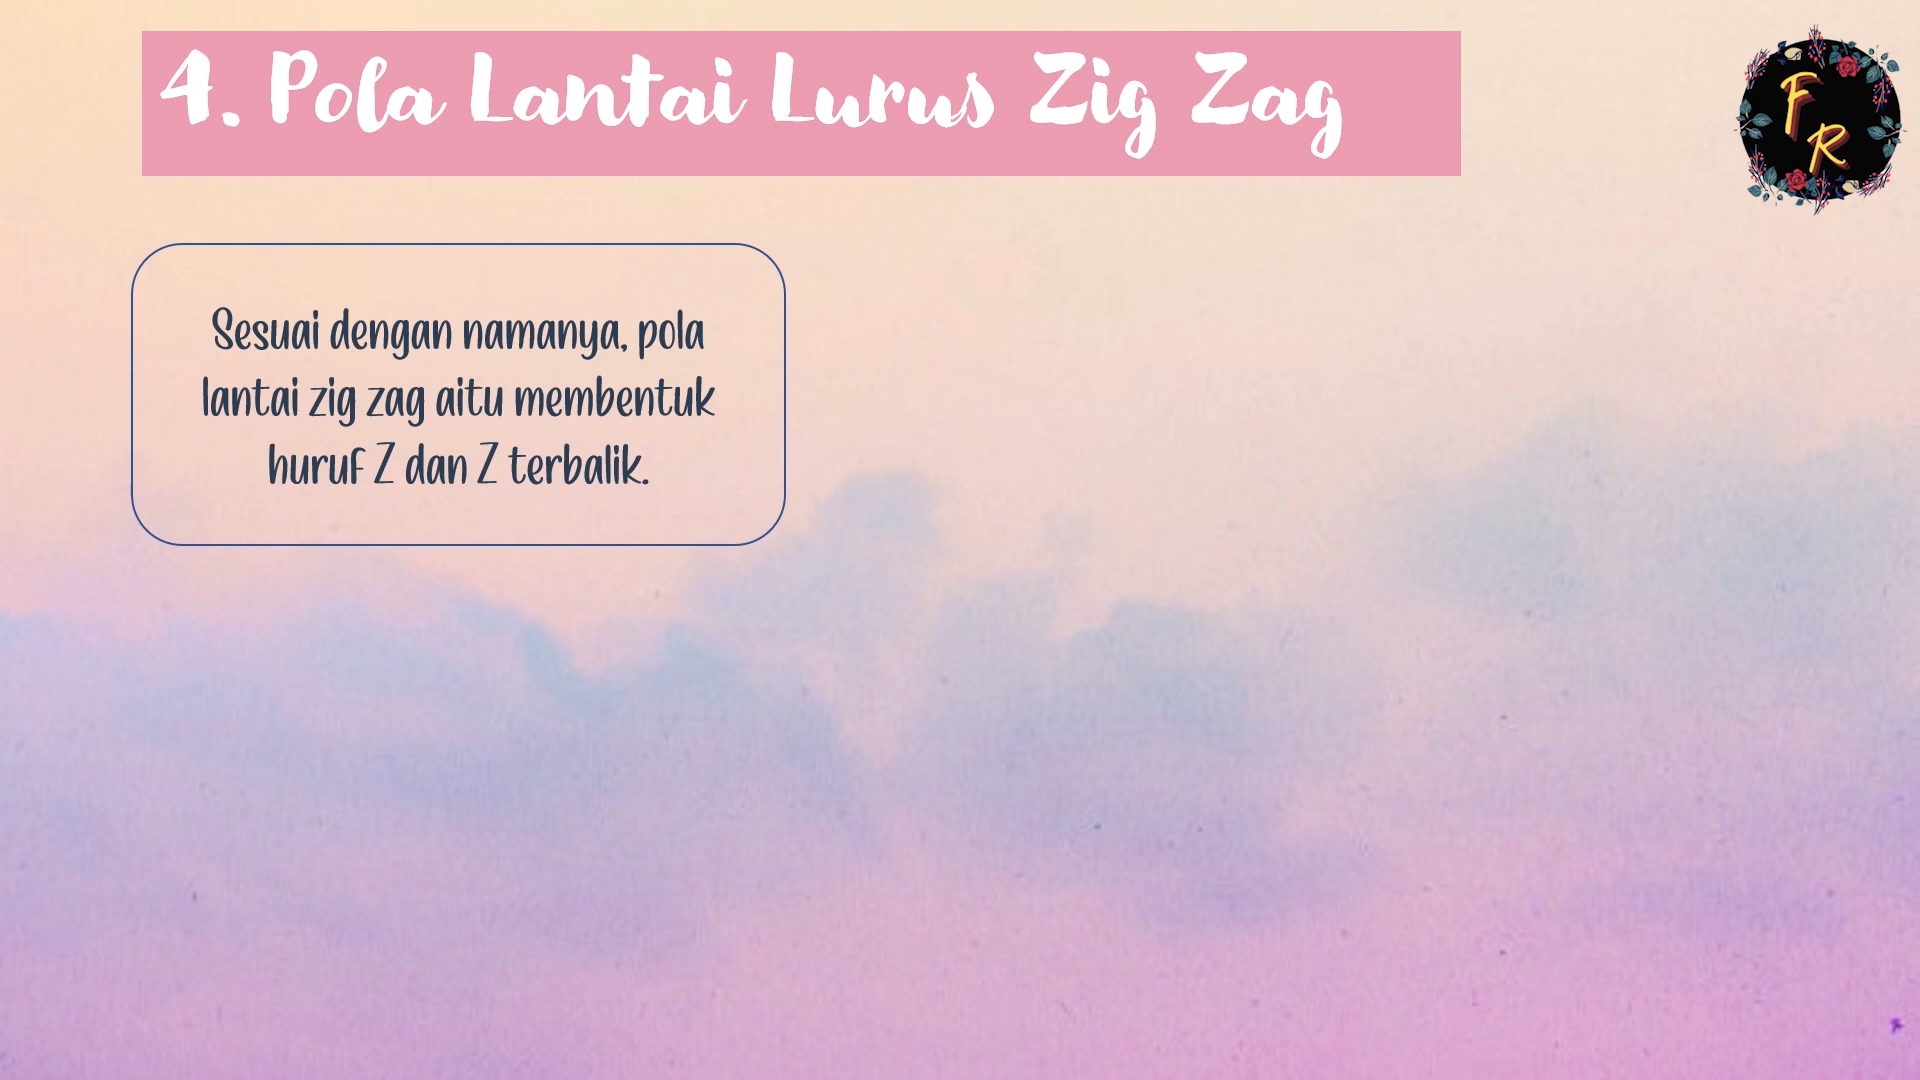 4. Pola Lantai Lurus Zig Zag
F
R
Sesuai dengan namanya, pola
lantai zig zag aitu membentuk
huruf Z dan Z terbalik.